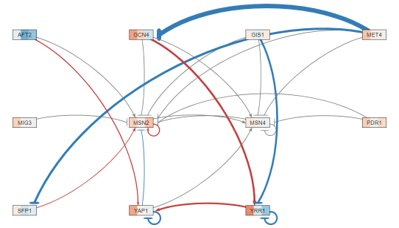 AFT2 GCN4 GIS1 MET4
MIG3 MSN2 MSN4 PDR1
SFP1 YAP1 YRR1